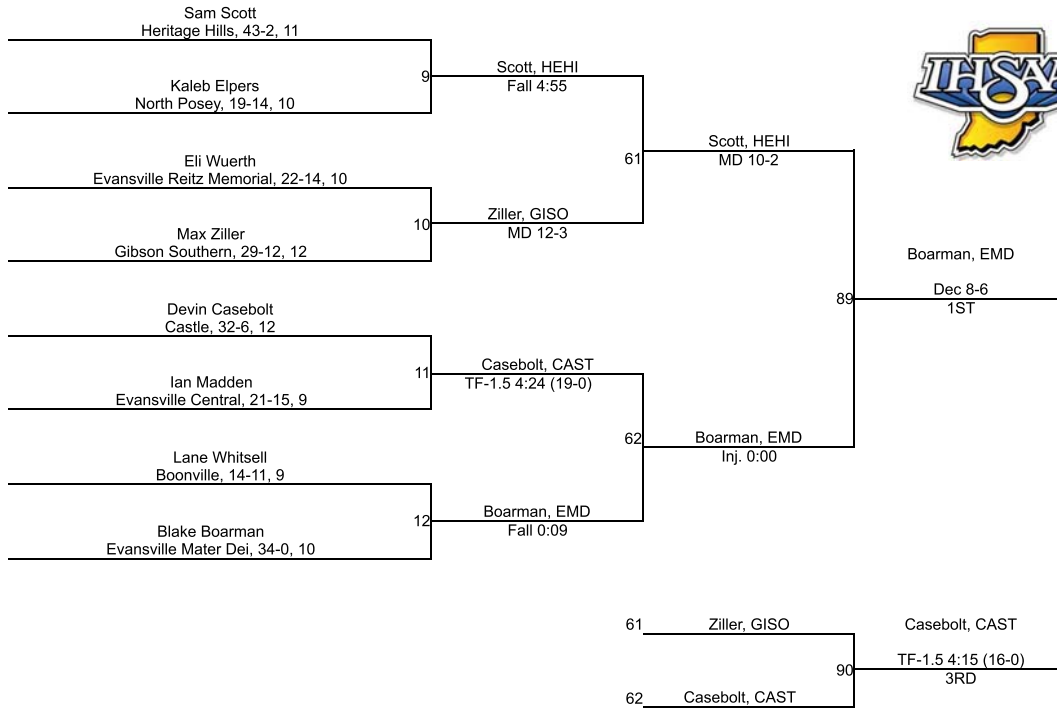 Sam Scott
Heritage Hills, 43-2, 11
Kaleb Elpers
North Posey, 19-14, 10
9
Scott, HEHI
Fall 4:55
Eli Wuerth
Evansville Reitz Memorial, 22-14, 10
Max Ziller
Gibson Southern, 29-12, 12
10
Ziller, GISO
MD 12-3
61
Scott, HEHI
MD 10-2
Devin Casebolt
Castle, 32-6, 12
Ian Madden
Evansville Central, 21-15, 9
11
Casebolt, CAST
TF-1.5 4:24 (19-0)
Lane Whitsell
Boonville, 14-11, 9
Blake Boarman
Evansville Mater Dei, 34-0, 10
12
Boarman, EMD
Fall 0:09
62
Boarman, EMD
Inj. 0:00
89
Boarman, EMD
Dec 8-6
1ST
IHSAA
61
Ziller, GISO
62
Casebolt, CAST
90
Casebolt, CAST
TF-1.5 4:15 (16-0)
3RD